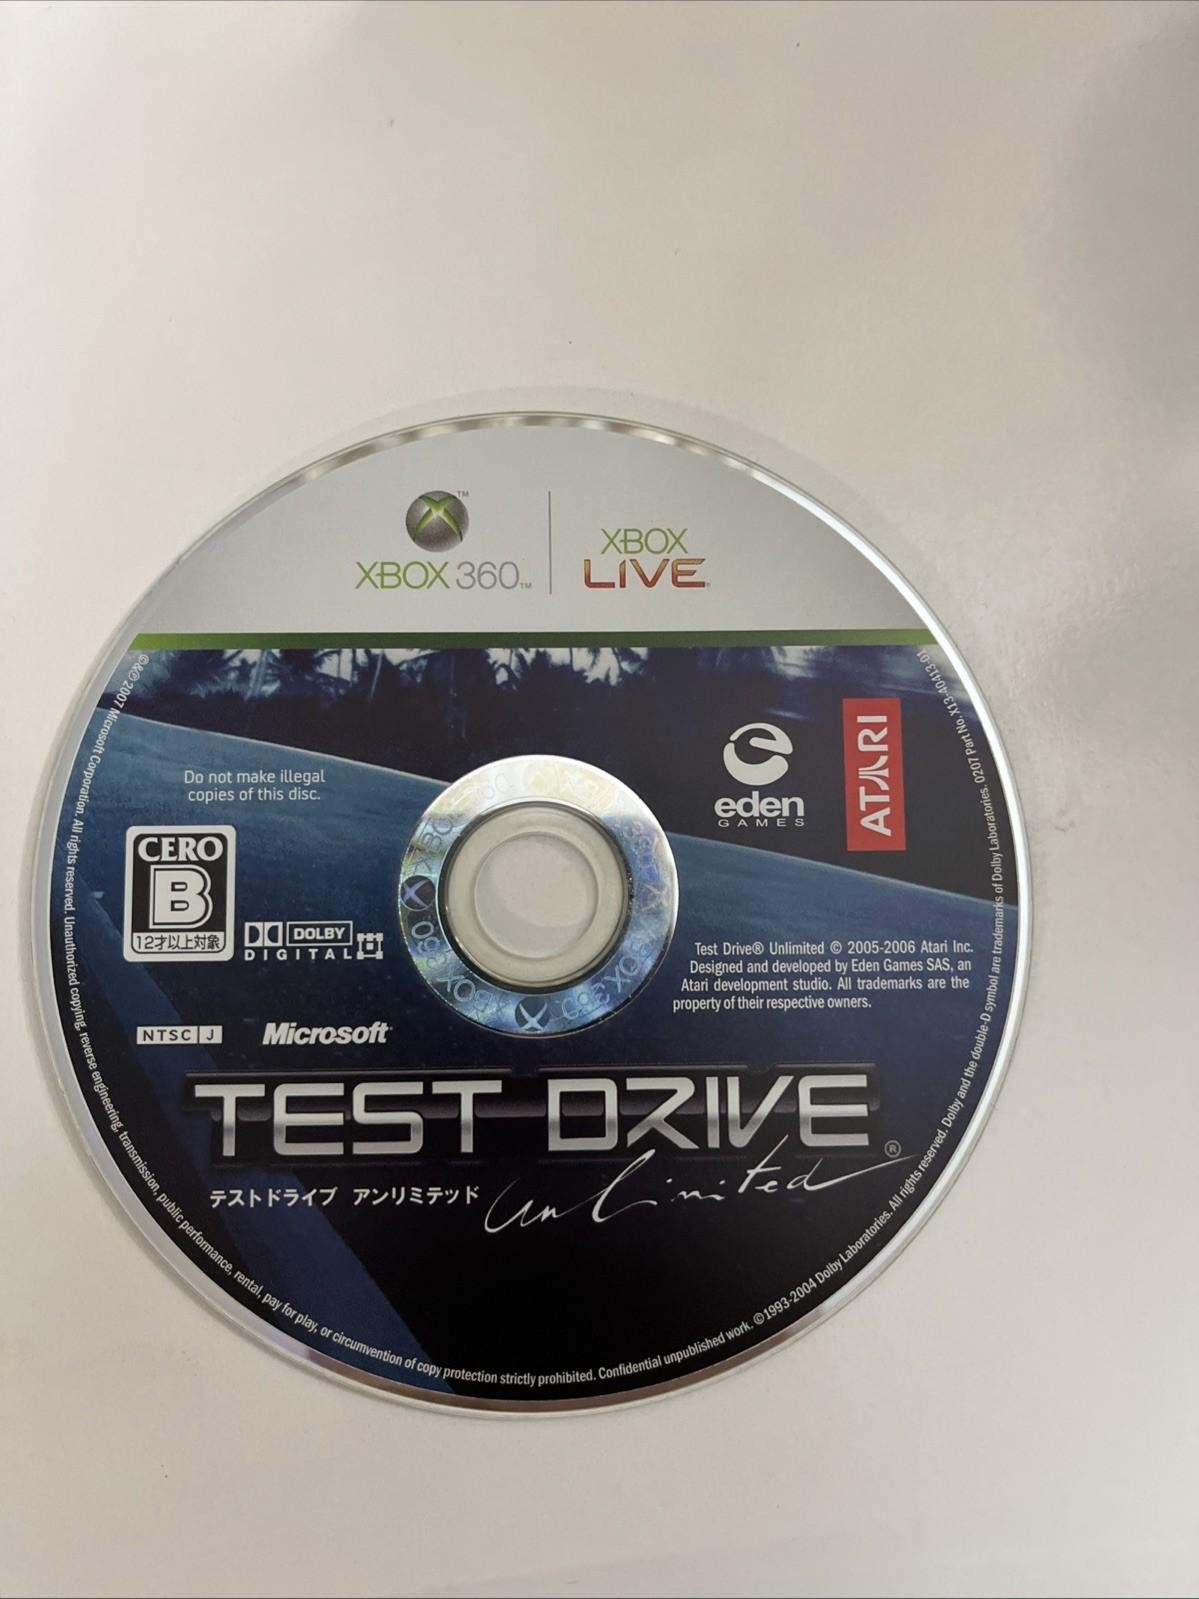 XBOX 360™
XBOX
LIVE®
Do not make illegal
copies of this disc.
eden
GAMES
ATARI
CERO
B
12才以上対象
DOLBY
DIGITAL
Test Drive® Unlimited © 2005-2006 Atari Inc.
Designed and developed by Eden Games SAS, an
Atari development studio. All trademarks are the
property of their respective owners.
NTSC J
Microsoft®
TEST DRIVE®
unlimited
テストドライブ アンリミテッド
©&℗ 2007 Microsoft Corporation. All rights reserved. Unauthorized copying, reverse engineering, transmission, public performance, rental, pay for play, or circumvention of copy protection strictly prohibited. Confidential unpublished work. ©1993-2004 Dolby Laboratories. All rights reserved. Dolby and the double-D symbol are trademarks of Dolby Laboratories. 0207 Part No. X13-40413-01